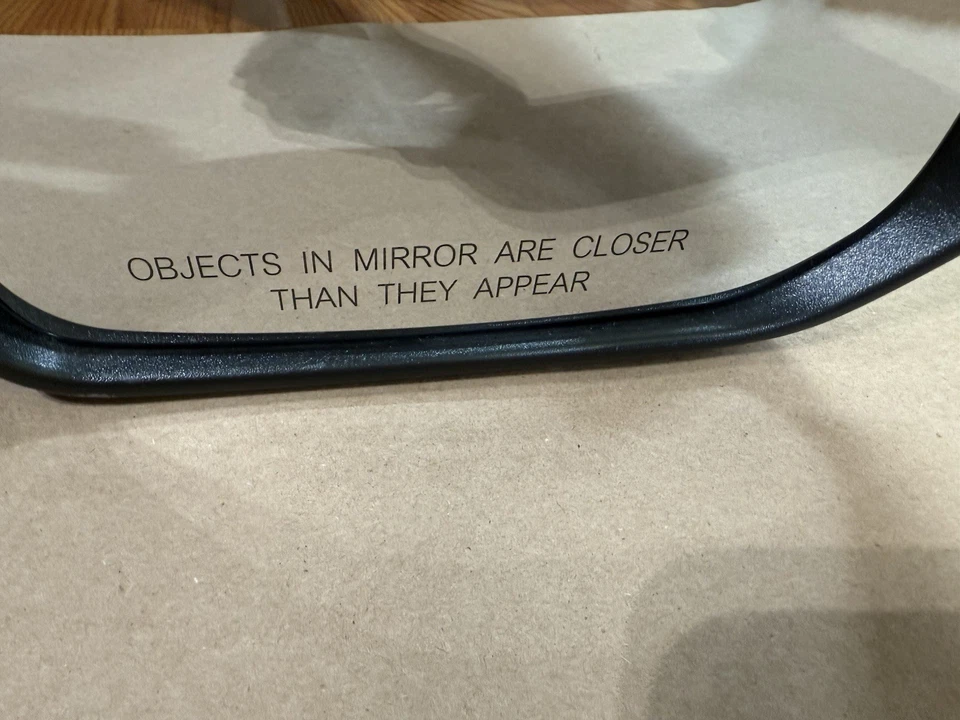 OBJECTS IN MIRROR ARE CLOSER
THAN THEY APPEAR